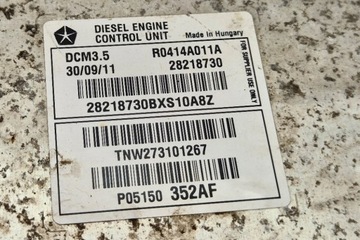 DIESEL ENGINE
CONTROL UNIT
Made in Hungary
DCM3.5 R0414A011A
30/09/11 28218730
FOR SUPPLIER USE ONLY
28218730BXS10A8Z
TNW273101267
P05150 352AF